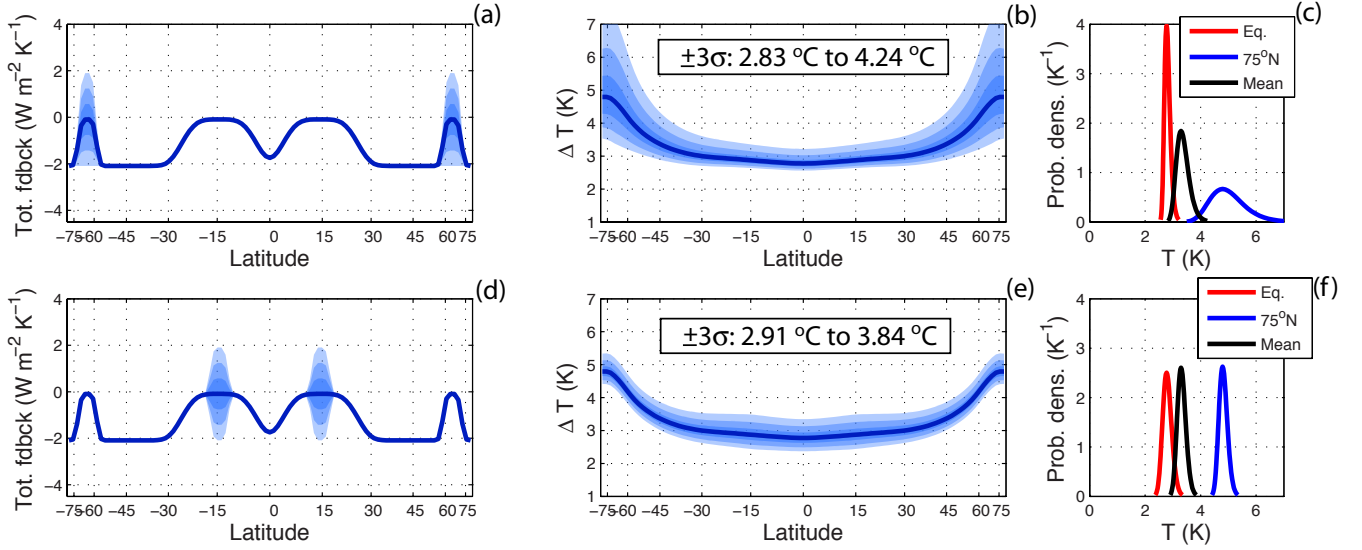 (a)
Tot. fdbck (W m⁻² K⁻¹)
4
2
0
−2
−4
−75 −60 −45 −30 −15 0 15 30 45 60 75
Latitude
(b)
±3σ: 2.83 °C to 4.24 °C
Δ T (K)
7
6
5
4
3
2
1
−75 −60 −45 −30 −15 0 15 30 45 60 75
Latitude
(c)
Eq.
75°N
Mean
Prob. dens. (K⁻¹)
4
3
2
1
0
0 2 4 6
T (K)
(d)
Tot. fdbck (W m⁻² K⁻¹)
4
2
0
−2
−4
−75 −60 −45 −30 −15 0 15 30 45 60 75
Latitude
(e)
±3σ: 2.91 °C to 3.84 °C
Δ T (K)
7
6
5
4
3
2
1
−75 −60 −45 −30 −15 0 15 30 45 60 75
Latitude
(f)
Eq.
75°N
Mean
Prob. dens. (K⁻¹)
4
3
2
1
0
0 2 4 6
T (K)